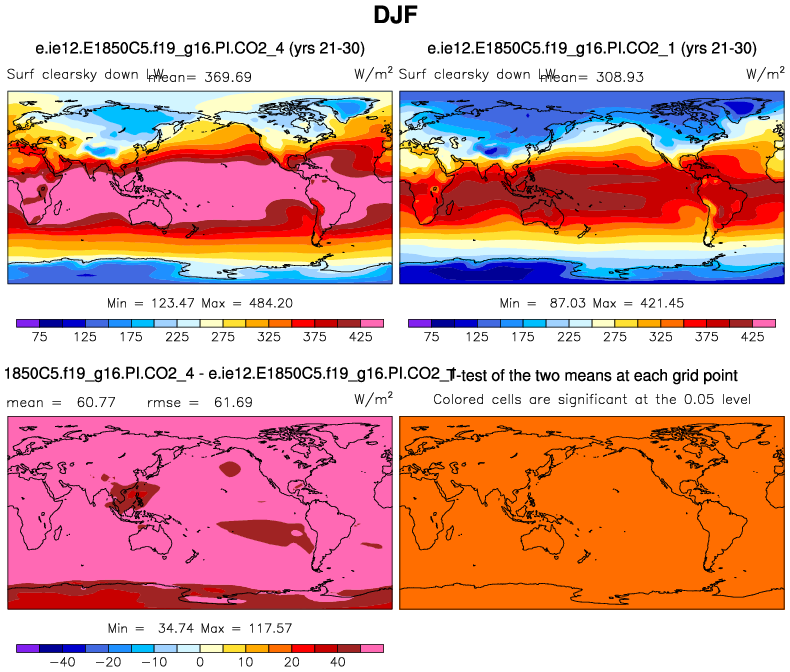 DJF
e.ie12.E1850C5.f19_g16.PI.CO2_4 (yrs 21-30)
Surf clearsky down LW mean= 369.69 W/m²
Min = 123.47 Max = 484.20
75 125 175 225 275 325 375 425
e.ie12.E1850C5.f19_g16.PI.CO2_1 (yrs 21-30)
Surf clearsky down LW mean= 308.93 W/m²
Min = 87.03 Max = 421.45
75 125 175 225 275 325 375 425
1850C5.f19_g16.PI.CO2_4 - e.ie12.E1850C5.f19_g16.PI.CO2_1
mean = 60.77 rmse = 61.69 W/m²
Min = 34.74 Max = 117.57
−40 −20 −10 0 10 20 40
T-test of the two means at each grid point
Colored cells are significant at the 0.05 level